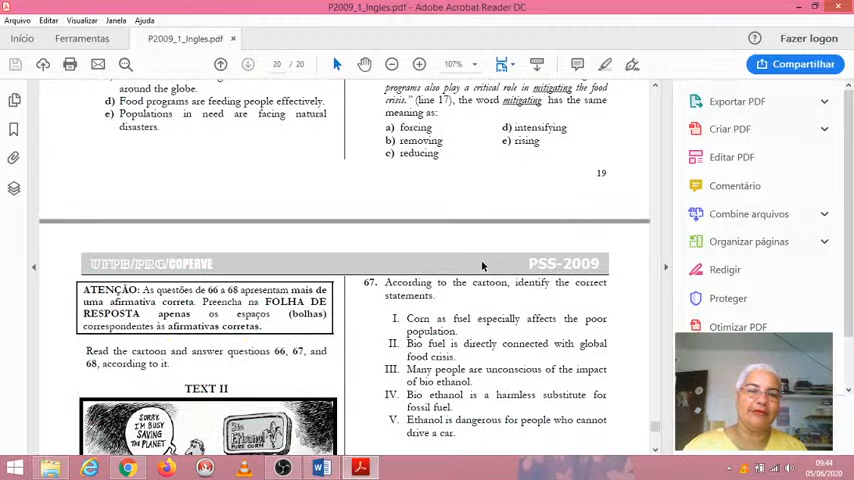 P2009_1_Ingles.pdf - Adobe Acrobat Reader DC
Arquivo Editar Visualizar Janela Ajuda
Início Ferramentas P2009_1_Ingles.pdf × Fazer logon
20 / 20 107% Compartilhar
around the globe.
d) Food programs are feeding people effectively.
e) Populations in need are facing natural
disasters.
programs also play a critical role in mitigating the food
crisis." (line 17), the word mitigating has the same
meaning as:
a) forcing d) intensifying
b) removing e) rising
c) reducing
19
UFPB/PRG/COPERVE PSS-2009
ATENÇÃO: As questões de 66 a 68 apresentam mais de
uma afirmativa correta. Preencha na FOLHA DE
RESPOSTA apenas os espaços (bolhas)
correspondentes às afirmativas corretas.
Read the cartoon and answer questions 66, 67, and
68, according to it.
TEXT II
SORRY,
I'M BUSY
SAVING
THE PLANET
Bio
Ethanol
67. According to the cartoon, identify the correct
statements.
I. Corn as fuel especially affects the poor
population.
II. Bio fuel is directly connected with global
food crisis.
III. Many people are unconscious of the impact
of bio ethanol.
IV. Bio ethanol is a harmless substitute for
fossil fuel.
V. Ethanol is dangerous for people who cannot
drive a car.
Exportar PDF
Criar PDF
Editar PDF
Comentário
Combine arquivos
Organizar páginas
Redigir
Proteger
Otimizar PDF
09:44
05/06/2020